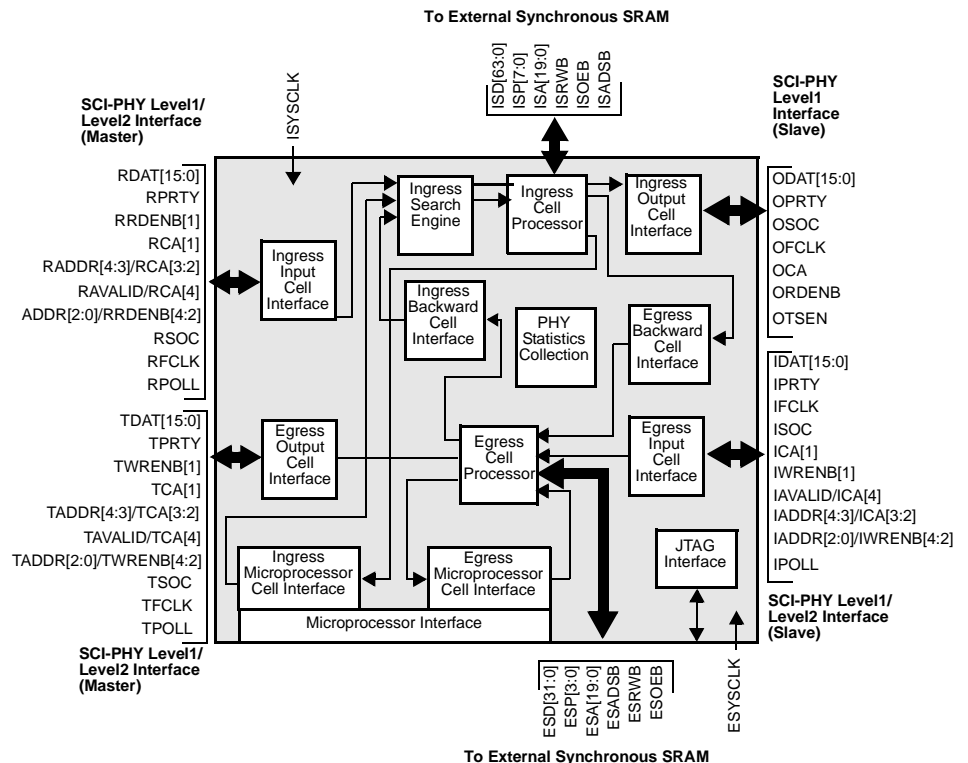 To External Synchronous SRAM
ISD[63:0]
ISP[7:0]
ISA[19:0]
ISRWB
ISOEB
ISADSB
ISYSCLK
SCI-PHY Level1/
Level2 Interface
(Master)
RDAT[15:0]
RPRTY
RRDENB[1]
RCA[1]
RADDR[4:3]/RCA[3:2]
RAVALID/RCA[4]
ADDR[2:0]/RRDENB[4:2]
RSOC
RFCLK
RPOLL
TDAT[15:0]
TPRTY
TWRENB[1]
TCA[1]
TADDR[4:3]/TCA[3:2]
TAVALID/TCA[4]
TADDR[2:0]/TWRENB[4:2]
TSOC
TFCLK
TPOLL
SCI-PHY Level1/
Level2 Interface
(Master)
Ingress
Input
Cell
Interface
Ingress
Search
Engine
Ingress
Cell
Processor
Ingress
Output
Cell
Interface
Ingress
Backward
Cell
Interface
PHY
Statistics
Collection
Egress
Backward
Cell
Interface
Egress
Output
Cell
Interface
Egress
Cell
Processor
Egress
Input
Cell
Interface
Ingress
Microprocessor
Cell Interface
Egress
Microprocessor
Cell Interface
Microprocessor Interface
JTAG
Interface
SCI-PHY
Level1
Interface
(Slave)
ODAT[15:0]
OPRTY
OSOC
OFCLK
OCA
ORDENB
OTSEN
IDAT[15:0]
IPRTY
IFCLK
ISOC
ICA[1]
IWRENB[1]
IAVALID/ICA[4]
IADDR[4:3]/ICA[3:2]
IADDR[2:0]/IWRENB[4:2]
IPOLL
SCI-PHY Level1/
Level2 Interface
(Slave)
ESD[31:0]
ESP[3:0]
ESA[19:0]
ESADSB
ESRWB
ESOEB
ESYSCLK
To External Synchronous SRAM